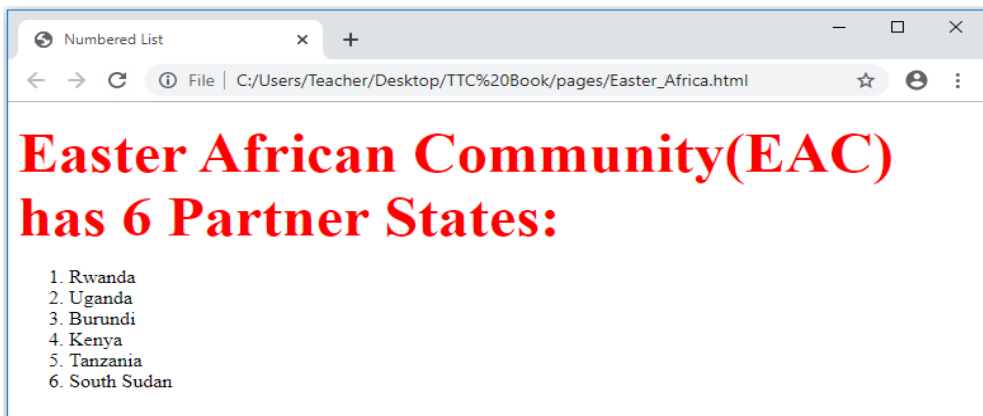 Numbered List
File | C:/Users/Teacher/Desktop/TTC%20Book/pages/Easter_Africa.html
Easter African Community(EAC)
has 6 Partner States:
1. Rwanda
2. Uganda
3. Burundi
4. Kenya
5. Tanzania
6. South Sudan